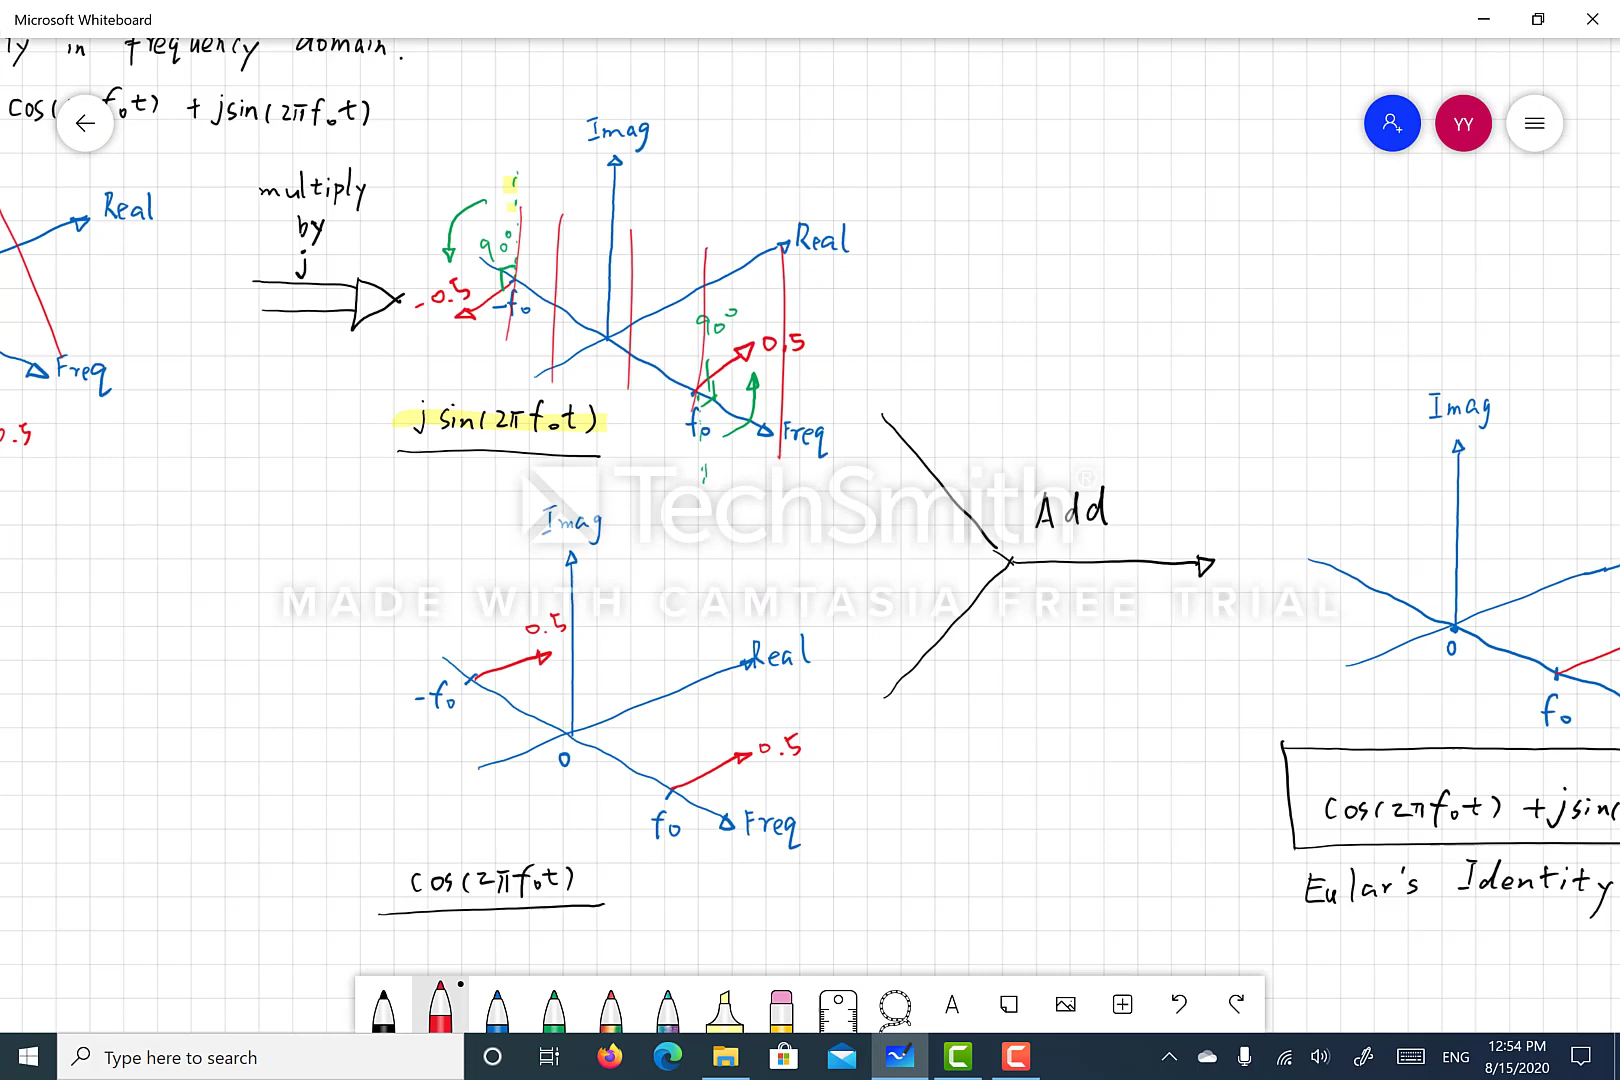 Microsoft Whiteboard
ly in frequency domain.
cos( f₀t) + jsin(2πf₀t)
YY
Imag
multiply
by
j
Real
Real
90°
-0.5
-f₀
90°
0.5
Freq
f₀
Freq
0.5
j sin(2πf₀t)
Imag
Add
TechSmith®
Imag
MADE WITH CAMTASIA FREE TRIAL
0.5
Real
-f₀
0
0
0.5
f₀
f₀
Freq
cos(2πf₀t) + jsin(
cos(2πf₀t)
Eular's Identity
A
Type here to search
ENG
12:54 PM
8/15/2020